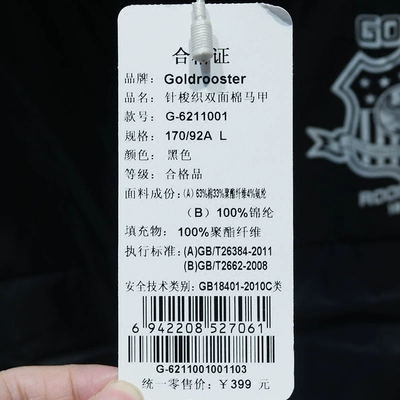 合格证
品牌: Goldrooster
品名: 针梭织双面棉马甲
款号: G-6211001
规格: 170/92A L
颜色: 黑色
等级: 合格品
面料成份: (A) 63%棉33%聚酯纤维4%氨纶
(B) 100%锦纶
填充物: 100%聚酯纤维
执行标准: (A)GB/T26384-2011
(B)GB/T2662-2008
安全技术类别: GB18401-2010C类
6 942208 527061
G-6211001001103
统一零售价: ￥399 元
GO